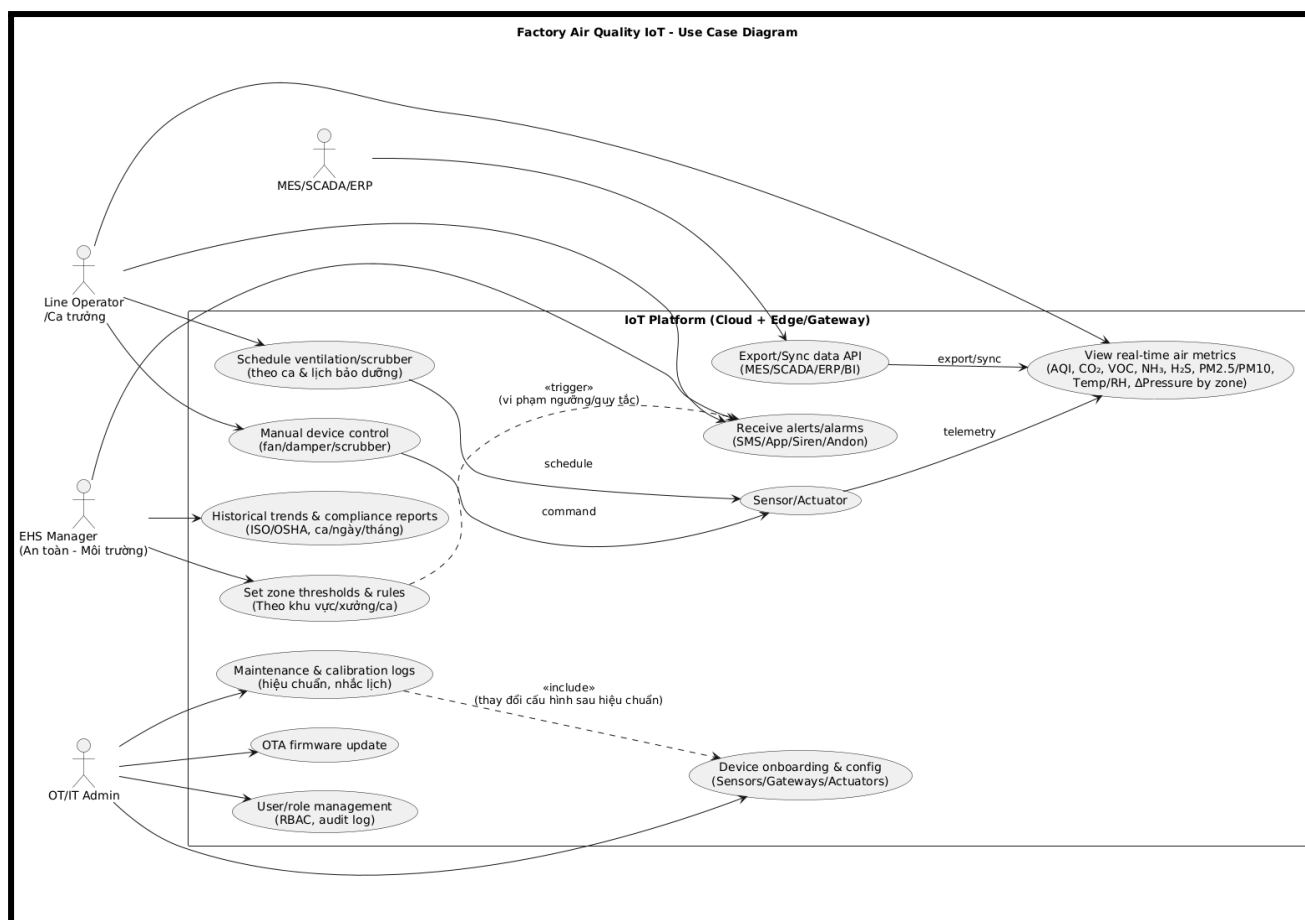 Factory Air Quality IoT - Use Case Diagram
MES/SCADA/ERP
Line Operator
/Ca trưởng
IoT Platform (Cloud + Edge/Gateway)
Schedule ventilation/scrubber
(theo ca & lịch bảo dưỡng)
Export/Sync data API
(MES/SCADA/ERP/BI)
export/sync
View real-time air metrics
(AQI, CO₂, VOC, NH₃, H₂S, PM2.5/PM10,
Temp/RH, ΔPressure by zone)
«trigger»
(vi phạm ngưỡng/quy tắc)
Manual device control
(fan/damper/scrubber)
Receive alerts/alarms
(SMS/App/Siren/Andon)
telemetry
schedule
Sensor/Actuator
command
EHS Manager
(An toàn - Môi trường)
Historical trends & compliance reports
(ISO/OSHA, ca/ngày/tháng)
Set zone thresholds & rules
(Theo khu vực/xưởng/ca)
Maintenance & calibration logs
(hiệu chuẩn, nhắc lịch)
«include»
(thay đổi cấu hình sau hiệu chuẩn)
OTA firmware update
Device onboarding & config
(Sensors/Gateways/Actuators)
OT/IT Admin
User/role management
(RBAC, audit log)